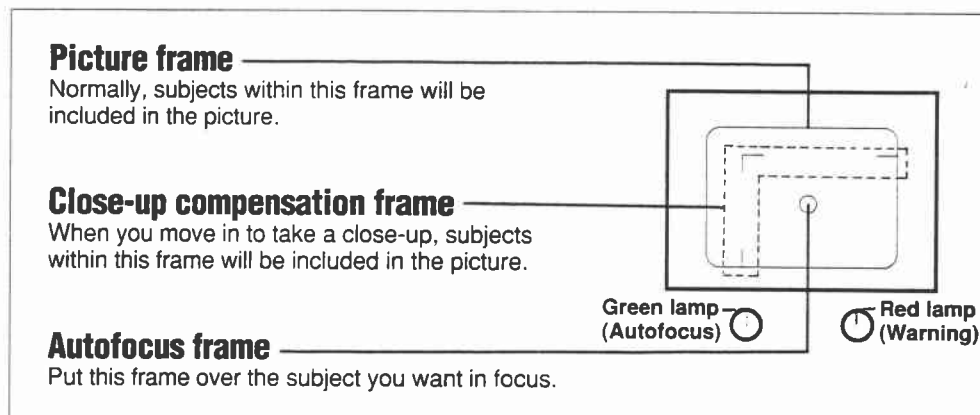 Picture frame
Normally, subjects within this frame will be
included in the picture.
Close-up compensation frame
When you move in to take a close-up, subjects
within this frame will be included in the picture.
Green lamp
(Autofocus)
Red lamp
(Warning)
Autofocus frame
Put this frame over the subject you want in focus.